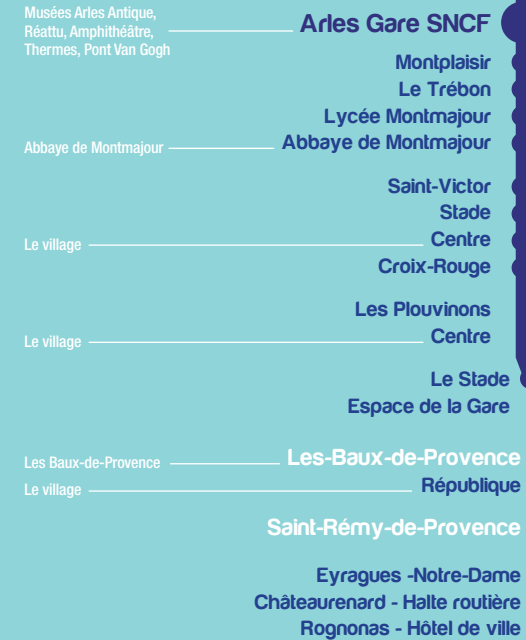 Musées Arles Antique,
Réattu, Amphithéâtre,
Thermes, Pont Van Gogh
Arles Gare SNCF
Montplaisir
Le Trébon
Lycée Montmajour
Abbaye de Montmajour
Abbaye de Montmajour
Saint-Victor
Stade
Le village
Centre
Croix-Rouge
Les Plouvinons
Le village
Centre
Le Stade
Espace de la Gare
Les Baux-de-Provence
Les-Baux-de-Provence
Le village
République
Saint-Rémy-de-Provence
Eyragues -Notre-Dame
Châteaurenard - Halte routière
Rognonas - Hôtel de ville